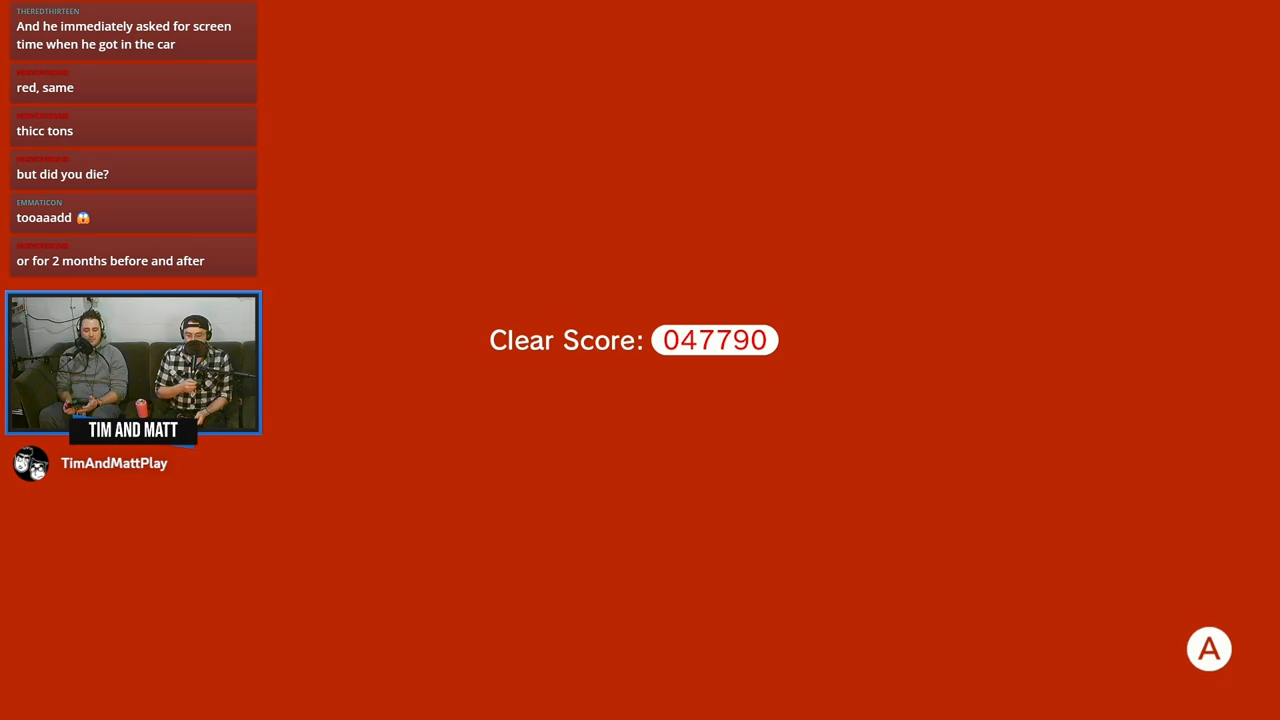 THEREDTHIRTEEN
And he immediately asked for screen
time when he got in the car
red, same
thicc tons
but did you die?
EMMATICON
tooaaadd 😱
or for 2 months before and after
TIM AND MATT
TimAndMattPlay
Clear Score: 047790
A